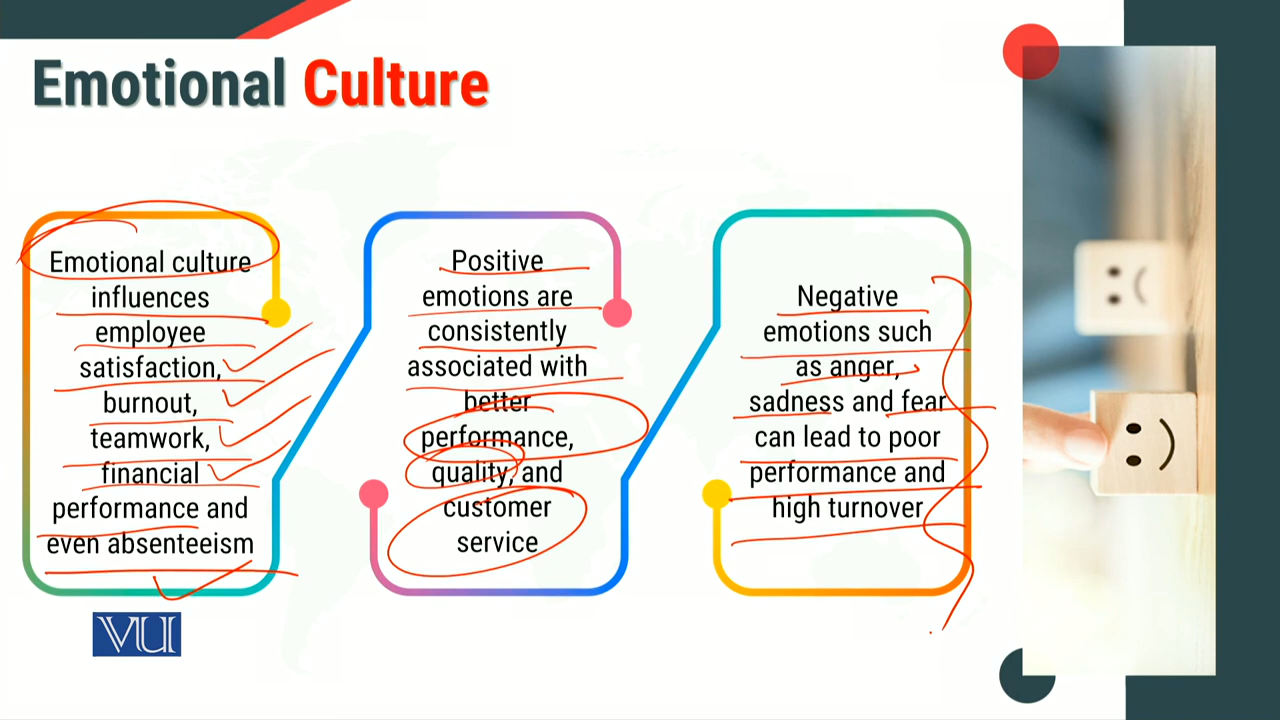 Emotional Culture
Emotional culture
influences
employee
satisfaction,
burnout,
teamwork,
financial
performance and
even absenteeism
Positive
emotions are
consistently
associated with
better
performance,
quality, and
customer
service
Negative
emotions such
as anger,
sadness and fear
can lead to poor
performance and
high turnover
VU